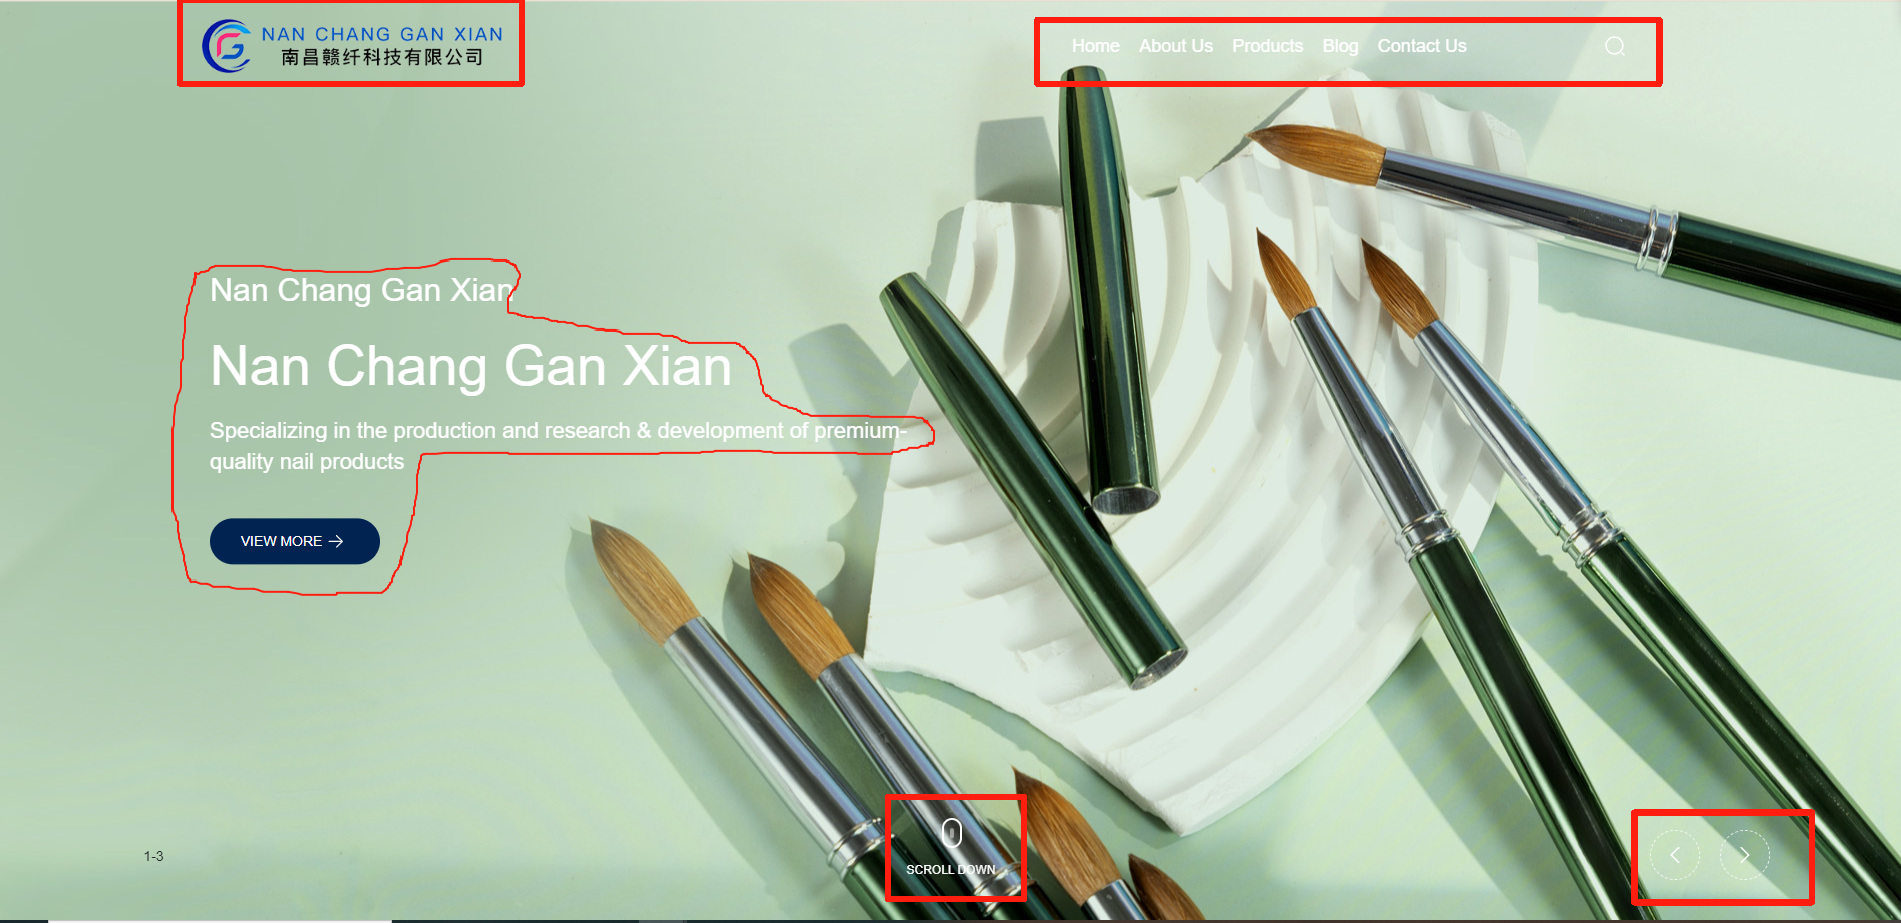 NAN CHANG GAN XIAN
南昌赣纤科技有限公司
Home About Us Products Blog Contact Us
Nan Chang Gan Xian
Nan Chang Gan Xian
Specializing in the production and research & development of premium-
quality nail products
VIEW MORE
SCROLL DOWN
1-3